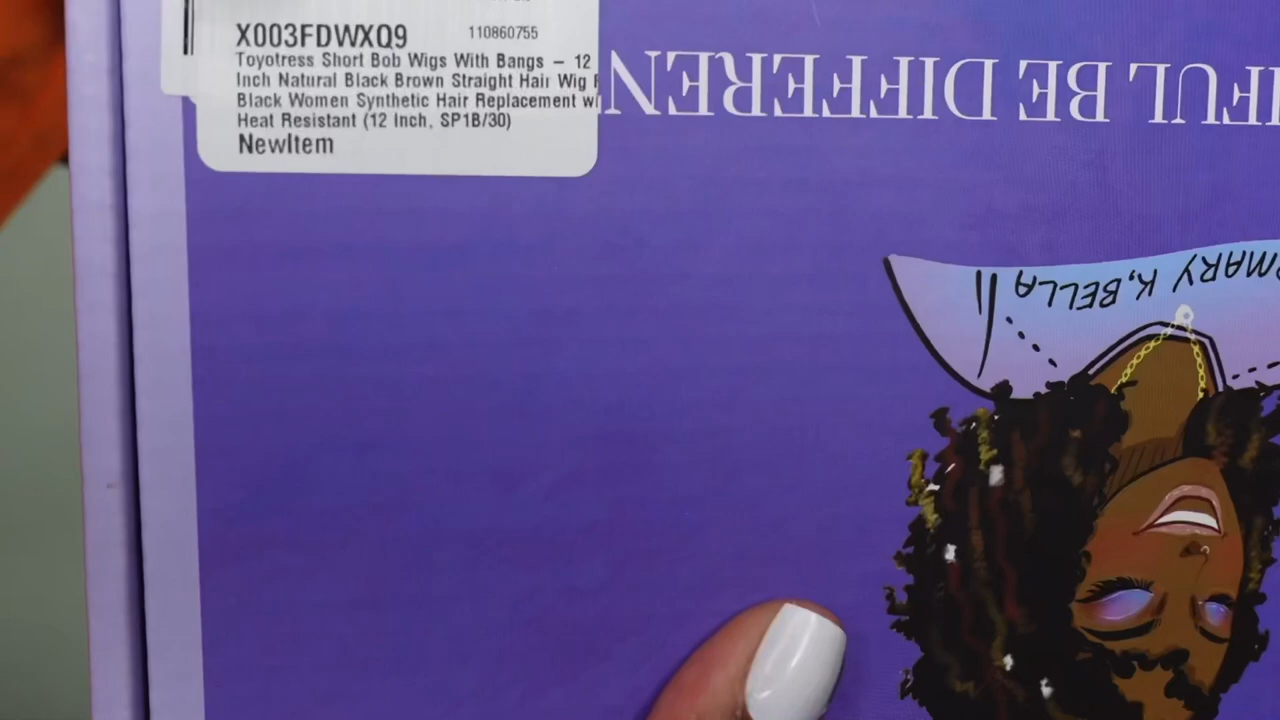 X003FDWXQ9 110860755
Toyotress Short Bob Wigs With Bangs – 12
Inch Natural Black Brown Straight Hair Wig
Black Women Synthetic Hair Replacement
Heat Resistant (12 Inch, SP1B/30)
NewItem
FUL BE DIFFEREN
MARY K.BELLA